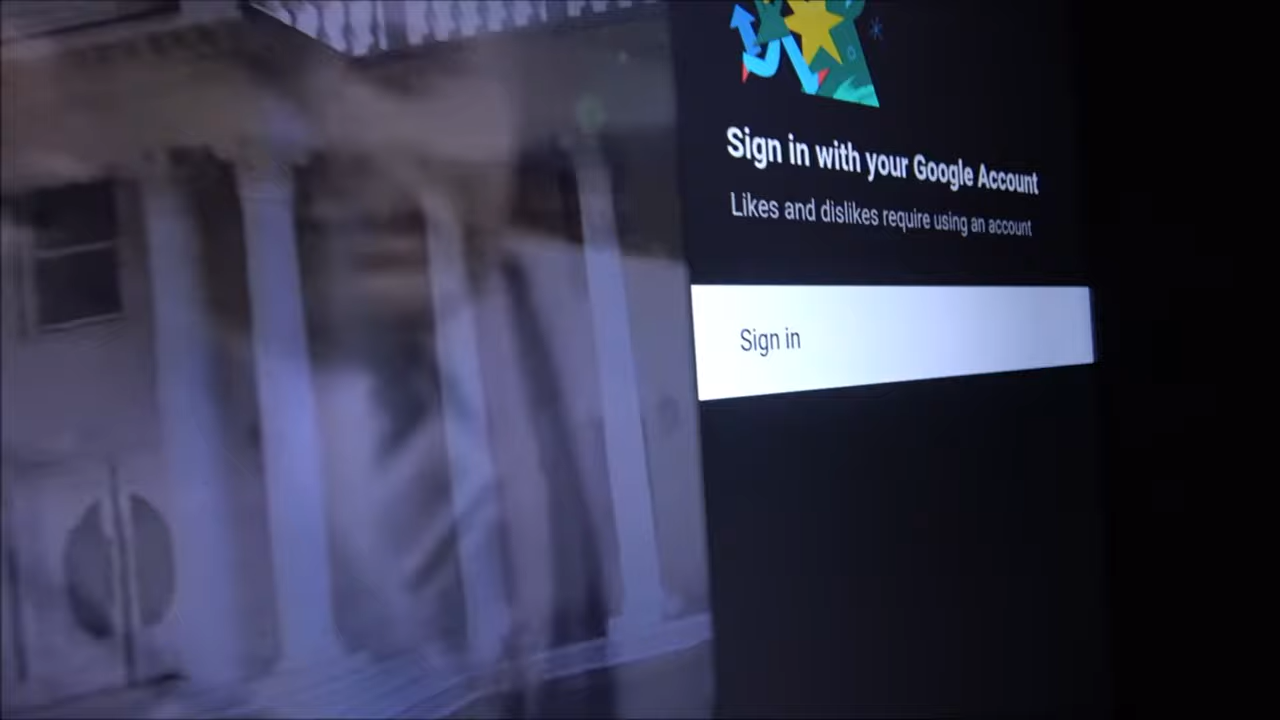 Sign in with your Google Account
Likes and dislikes require using an account
Sign in